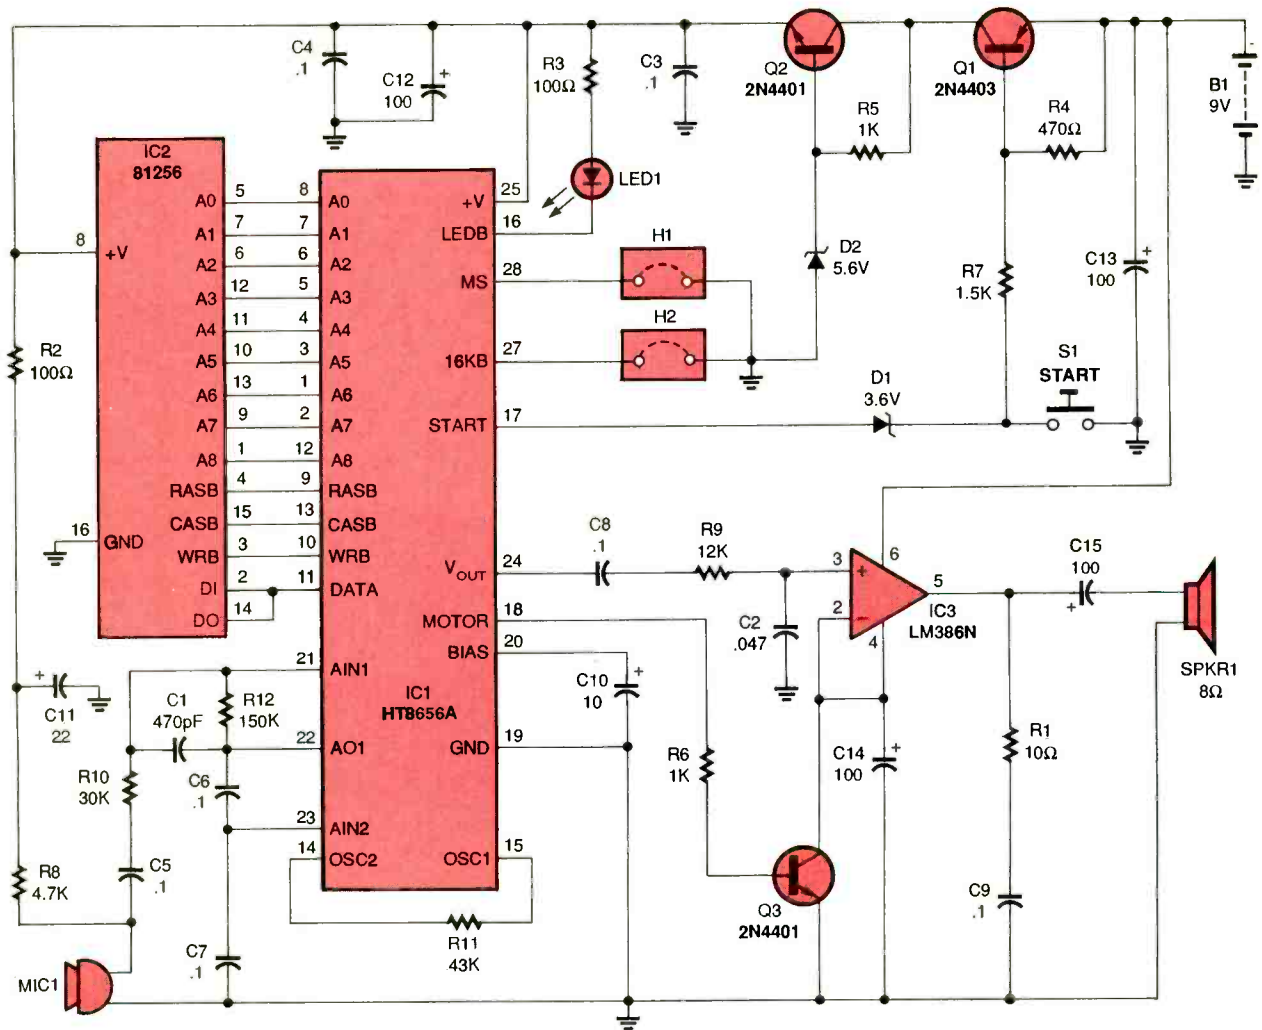 C4
.1
C12
100
+
R3
100Ω
C3
.1
Q2
2N4401
Q1
2N4403
R5
1K
R4
470Ω
B1
9V
IC2
81256
8
+V
A0 5 8 A0
A1 7 7 A1
A2 6 6 A2
A3 12 5 A3
A4 11 4 A4
A5 10 3 A5
A6 13 1 A6
A7 9 2 A7
A8 1 12 A8
RASB 4 9 RASB
CASB 15 13 CASB
WRB 3 10 WRB
DI 2 11 DATA
DO 14
16
GND
+V 25
LEDB 16
MS 28
16KB 27
START 17
VOUT 24
MOTOR 18
BIAS 20
GND 19
OSC1 15
21 AIN1
22 AO1
23 AIN2
14 OSC2
IC1
HT8656A
LED1
H1
H2
D2
5.6V
R7
1.5K
C13
100
+
S1
START
D1
3.6V
R2
100Ω
C8
.1
R9
12K
C2
.047
3 +
2 −
6
5
4
IC3
LM386N
C15
100
+
SPKR1
8Ω
+
C11
22
C1
470pF
R12
150K
R10
30K
C6
.1
C10
10
+
R6
1K
C14
100
+
R1
10Ω
R8
4.7K
C5
.1
C7
.1
R11
43K
Q3
2N4401
C9
.1
MIC1